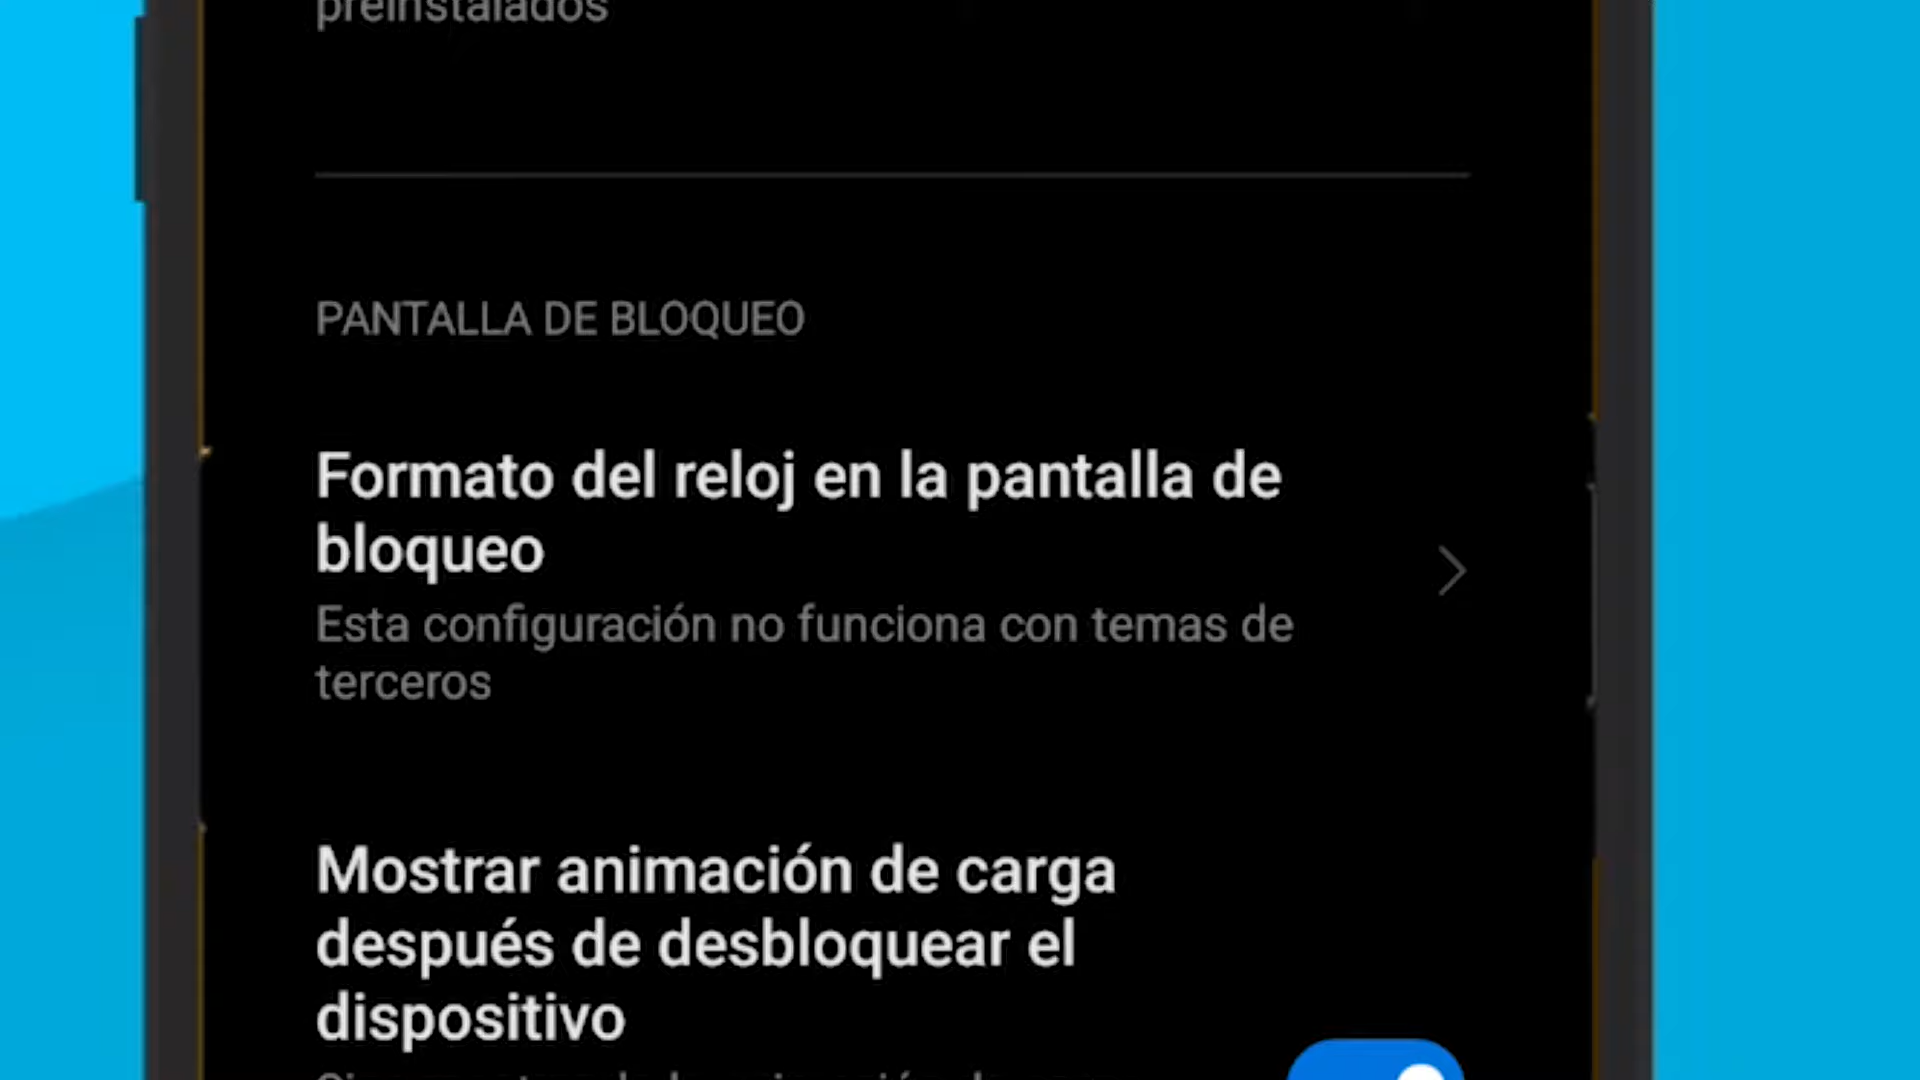 preinstalados
PANTALLA DE BLOQUEO
Formato del reloj en la pantalla de
bloqueo
Esta configuración no funciona con temas de
terceros
Mostrar animación de carga
después de desbloquear el
dispositivo